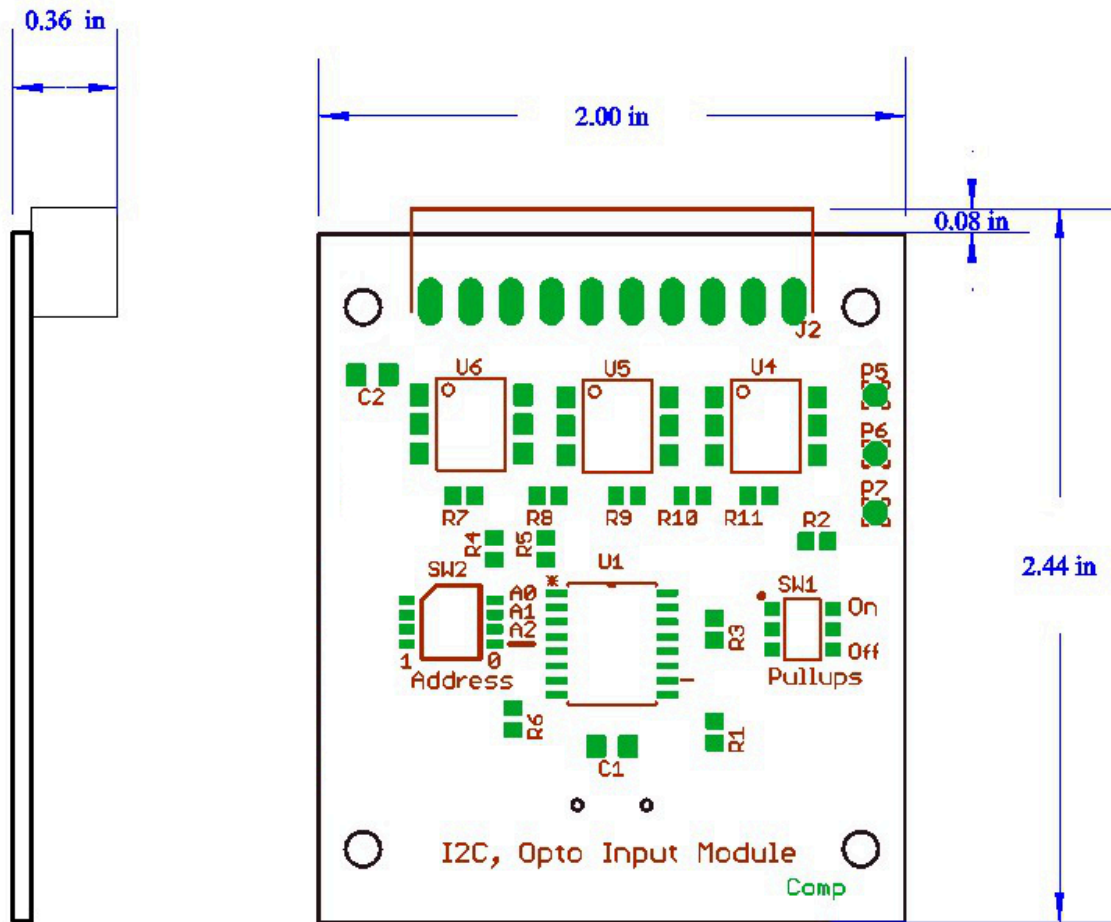 0.36 in
2.00 in
0.08 in
J2
U6 U5 U4 P5
C2
P6
P7
R7 R8 R9 R10 R11 R2
R4 R5
SW2 * U1 SW1
A0 On
A1
A2 R3
1 0 Off
Address Pullups
2.44 in
R6 R1
C1
I2C, Opto Input Module
Comp